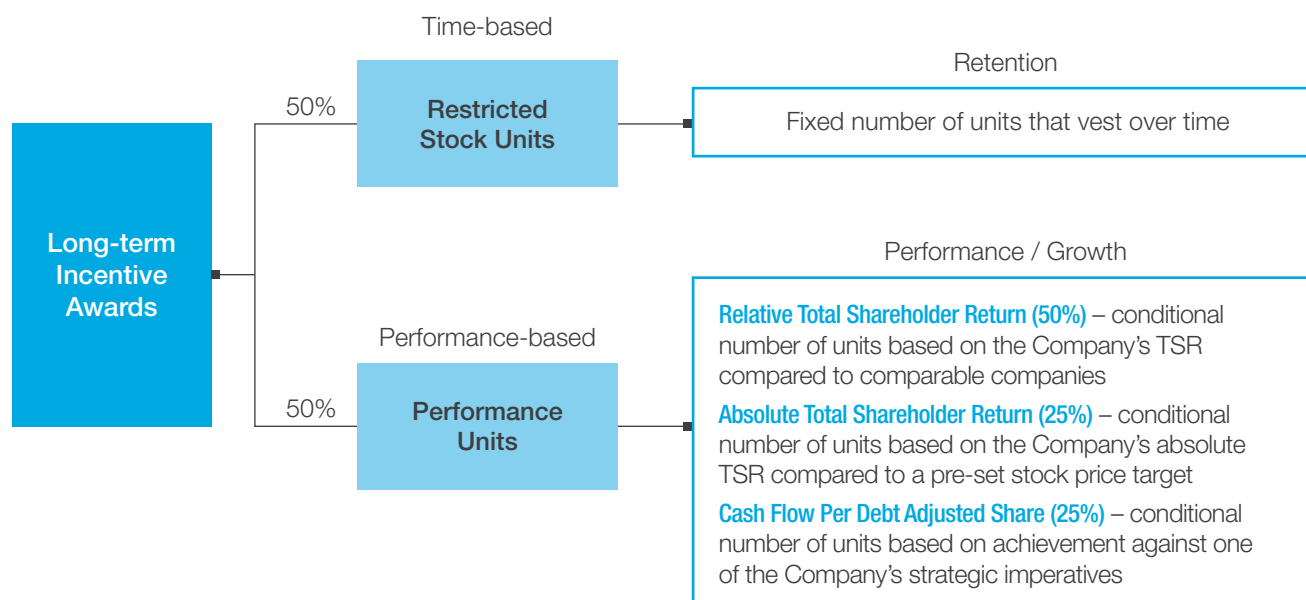 Long-term
Incentive
Awards
50%
Time-based
Restricted
Stock Units
Retention
Fixed number of units that vest over time
50%
Performance-based
Performance
Units
Performance / Growth
Relative Total Shareholder Return (50%) – conditional
number of units based on the Company’s TSR
compared to comparable companies
Absolute Total Shareholder Return (25%) – conditional
number of units based on the Company’s absolute
TSR compared to a pre-set stock price target
Cash Flow Per Debt Adjusted Share (25%) – conditional
number of units based on achievement against one
of the Company’s strategic imperatives